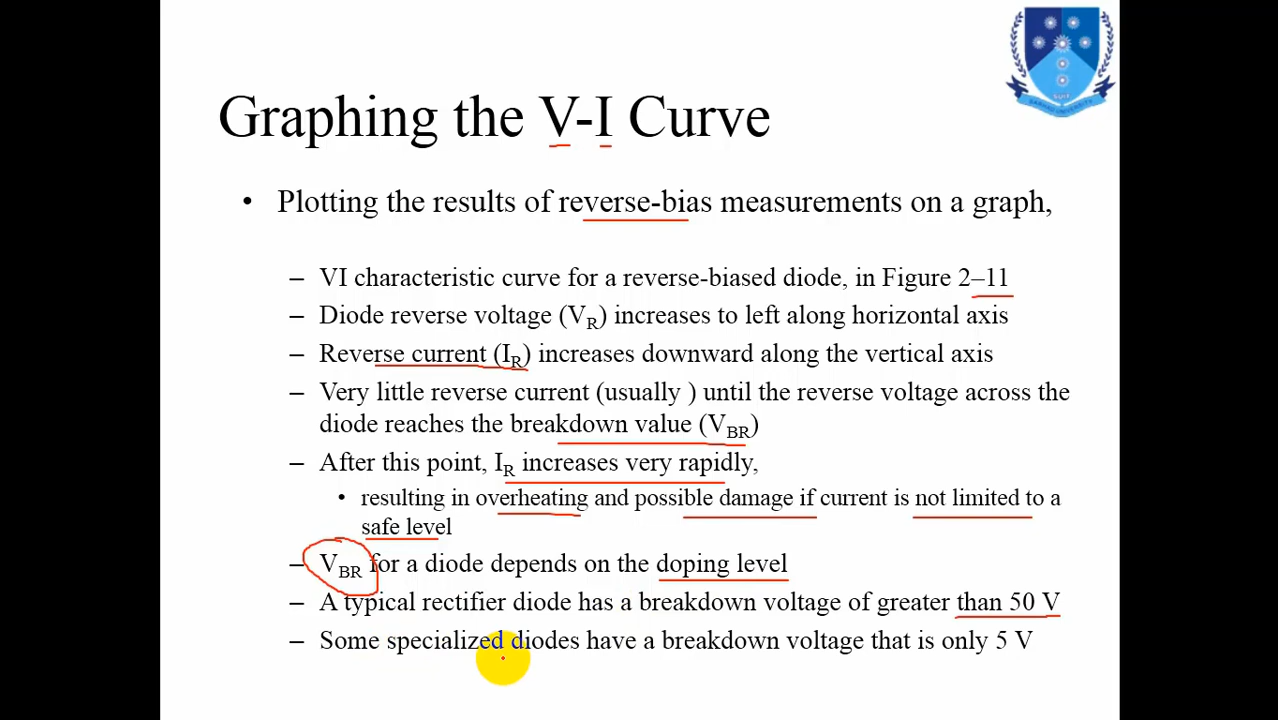 Graphing the V-I Curve
• Plotting the results of reverse-bias measurements on a graph,
– VI characteristic curve for a reverse-biased diode, in Figure 2–11
– Diode reverse voltage (VR) increases to left along horizontal axis
– Reverse current (IR) increases downward along the vertical axis
– Very little reverse current (usually ) until the reverse voltage across the
diode reaches the breakdown value (VBR)
– After this point, IR increases very rapidly,
• resulting in overheating and possible damage if current is not limited to a
safe level
– VBR for a diode depends on the doping level
– A typical rectifier diode has a breakdown voltage of greater than 50 V
– Some specialized diodes have a breakdown voltage that is only 5 V